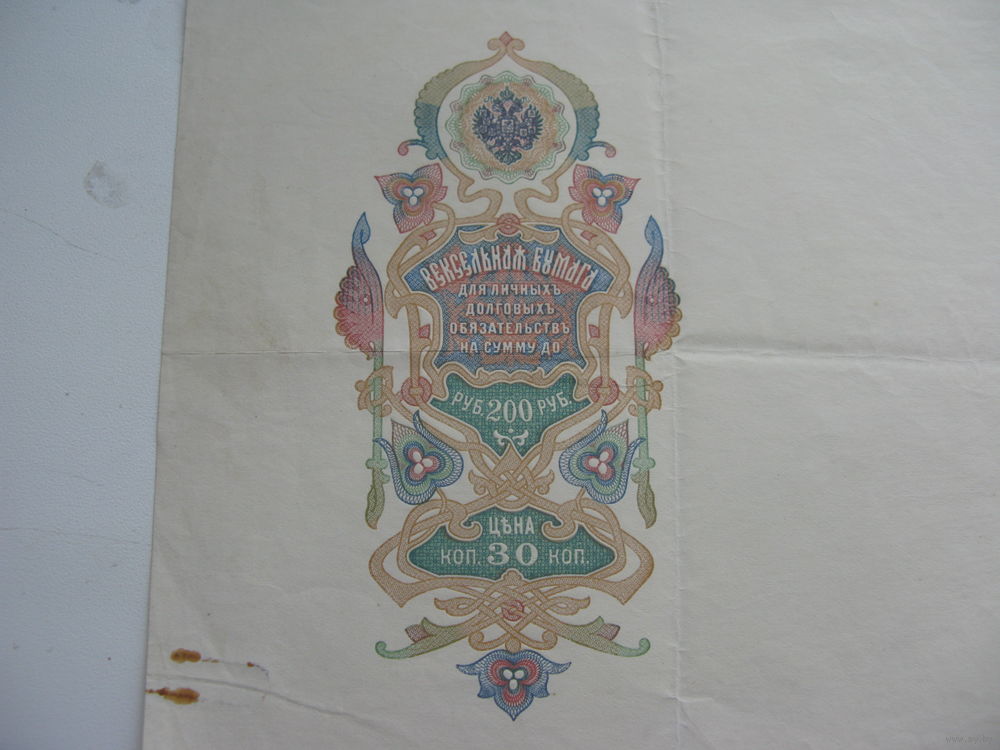 ВЕКСЕЛЬНАЯ БУМАГА
ДЛЯ ЛИЧНЫХЪ
ДОЛГОВЫХЪ
ОБЯЗАТЕЛЬСТВЪ
НА СУММУ ДО
РУБ. 200 РУБ.
ЦѢНА
КОП. 30 КОП.